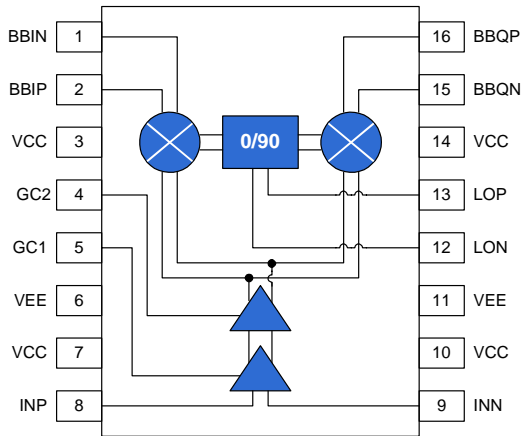 BBIN 1 16 BBQP
BBIP 2 15 BBQN
VCC 3 0/90 14 VCC
GC2 4 13 LOP
GC1 5 12 LON
VEE 6 11 VEE
VCC 7 10 VCC
INP 8 9 INN